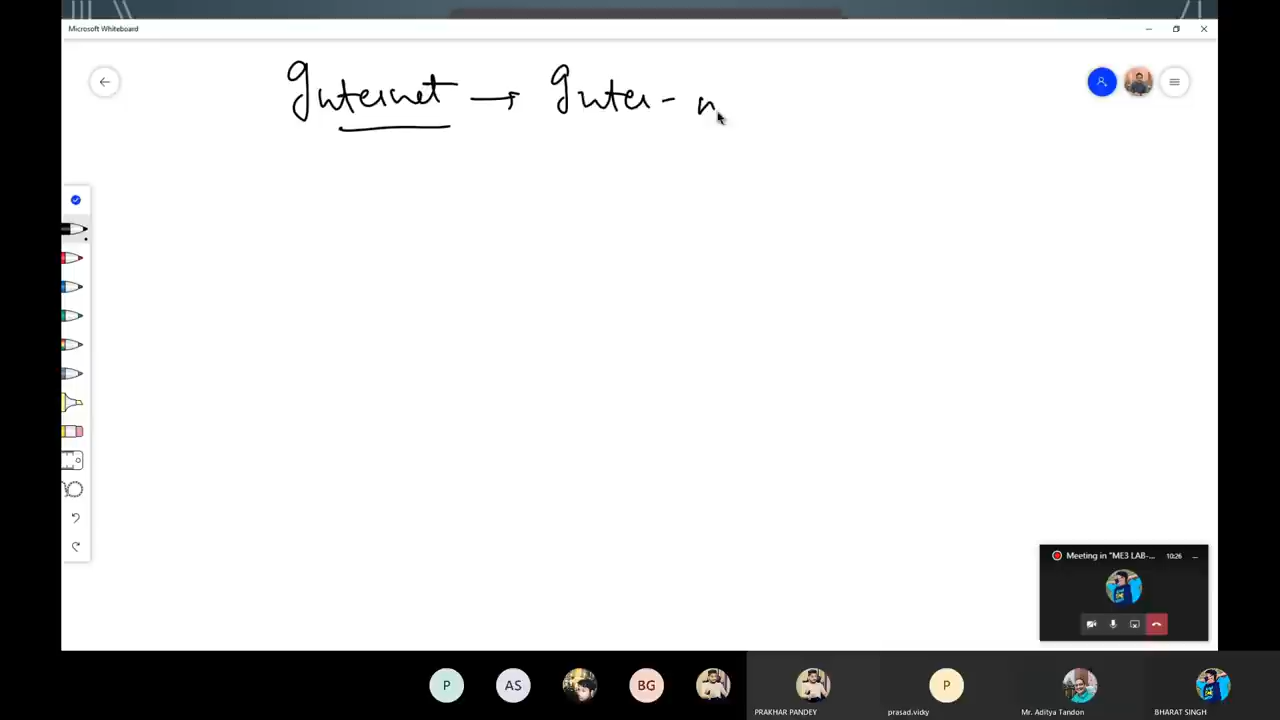 Microsoft Whiteboard
Internet → Inter- n
Meeting in "ME3 LAB-... 10:26
P
AS
BG
P
PRAKHAR PANDEY
prasad.vicky
Mr. Aditya Tandon
BHARAT SINGH